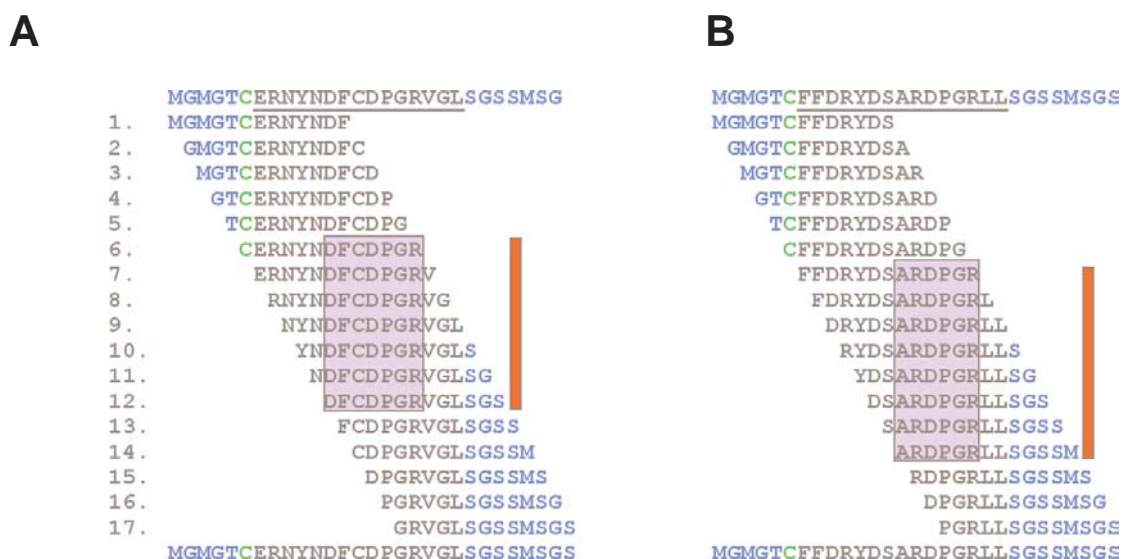 A
MGMGTCERNYNDFCDPGRVGLSGSSMSG
1. MGMGTCERNYNDF
2. GMGTCERNYNDFC
3. MGTCERNYNDFCD
4. GTCERNYNDFCDP
5. TCERNYNDFCDPG
6. CERNYNDFCDPGR
7. ERNYNDFCDPGRV
8. RNYNDFCDPGRVG
9. NYNDFCDPGRVGL
10. YNDFCDPGRVGLS
11. NDFCDPGRVGLSG
12. DFCDPGRVGLSGS
13. FCDPGRVGLSGSS
14. CDPGRVGLSGSSM
15. DPGRVGLSGSSMS
16. PGRVGLSGSSMSG
17. GRVGLSGSSMSGS
MGMGTCERNYNDFCDPGRVGLSGSSMSGS
B
MGMGTCFFDRYDSARDPGRLLSGSSMSGS
MGMGTCFFDRYDS
GMGTCFFDRYDSA
MGTCFFDRYDSAR
GTCFFDRYDSARD
TCFFDRYDSARDP
CFFDRYDSARDPG
FFDRYDSARDPGR
FDRYDSARDPGRL
DRYDSARDPGRLL
RYDSARDPGRLLS
YDSARDPGRLLSG
DSARDPGRLLSGS
SARDPGRLLSGSS
ARDPGRLLSGSSM
RDPGRLLSGSSMS
DPGRLLSGSSMSG
PGRLLSGSSMSGS
MGMGTCFFDRYDSARDPGRLLSGSSMSGS